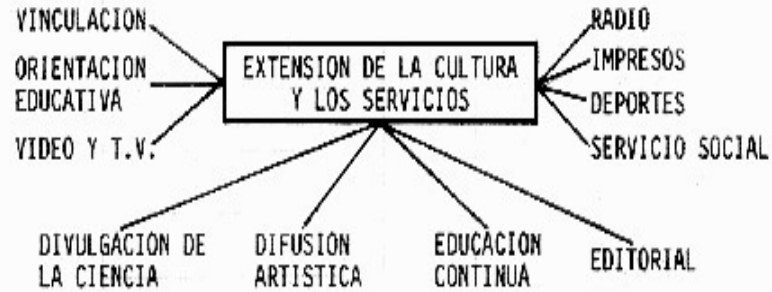 VINCULACION
ORIENTACION
EDUCATIVA
VIDEO Y T.V.
EXTENSION DE LA CULTURA
Y LOS SERVICIOS
RADIO
IMPRESOS
DEPORTES
SERVICIO SOCIAL
DIVULGACION DE
LA CIENCIA
DIFUSION
ARTISTICA
EDUCACION
CONTINUA
EDITORIAL